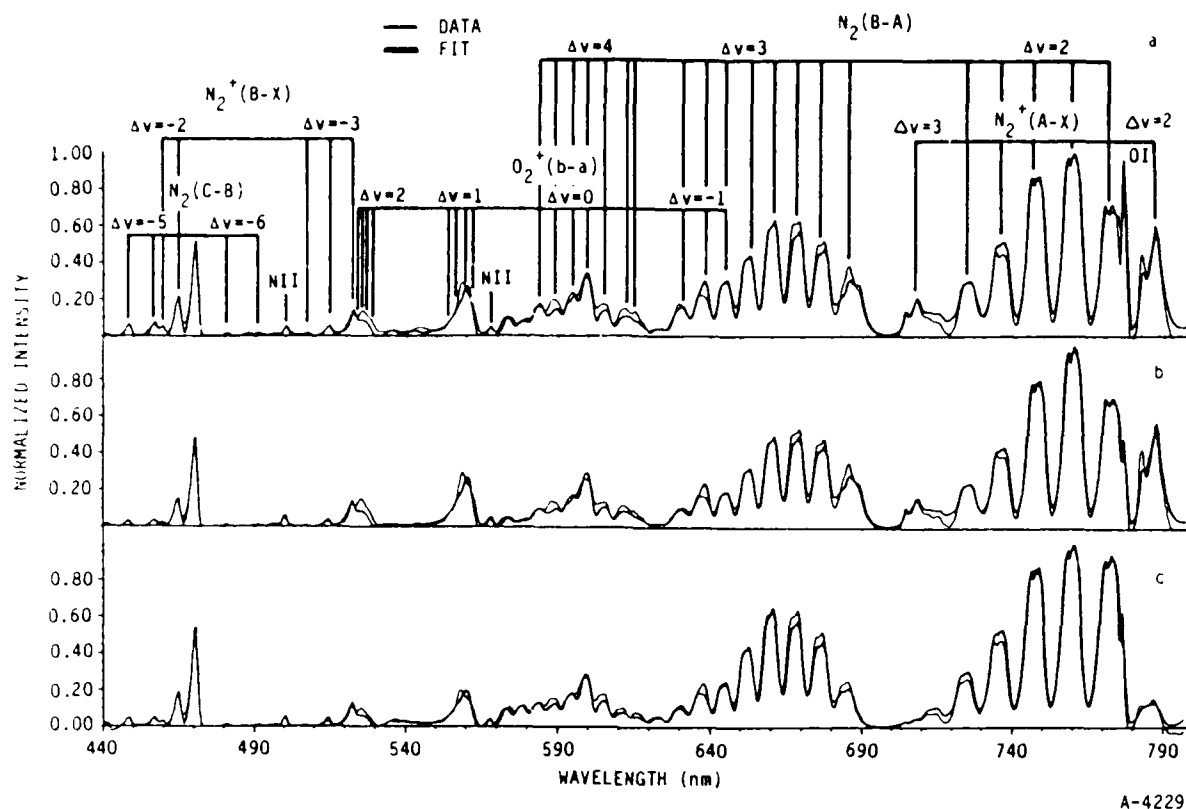 DATA
FIT
N2(B-A)
a
Δv=4
Δv=3
Δv=2
N2+(B-X)
Δv=-2
Δv=-3
N2+(A-X)
Δv=3
Δv=2
O2+(b-a)
OI
N2(C-B)
Δv=2
Δv=1
Δv=0
Δv=-1
Δv=-5
Δv=-6
NII
NII
1.00
0.80
0.60
0.40
0.20
b
0.80
0.60
0.40
0.20
c
0.80
0.60
0.40
0.20
0.00
NORMALIZED INTENSITY
440
490
540
590
640
690
740
790
WAVELENGTH (nm)
A-4229